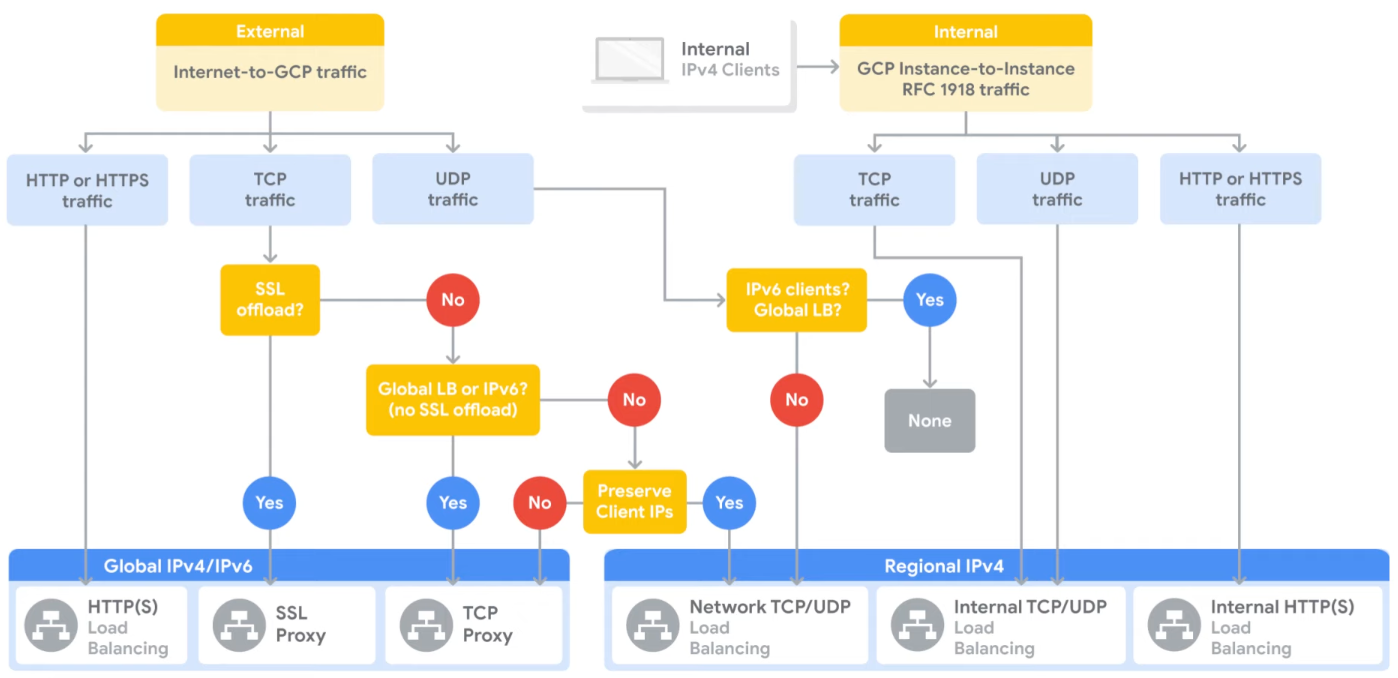 External
Internet-to-GCP traffic
Internal
IPv4 Clients
Internal
GCP Instance-to-Instance
RFC 1918 traffic
HTTP or HTTPS
traffic
TCP
traffic
UDP
traffic
TCP
traffic
UDP
traffic
HTTP or HTTPS
traffic
SSL
offload?
No
IPv6 clients?
Global LB?
Yes
Global LB or IPv6?
(no SSL offload)
No
No
None
Yes
Yes
No
Preserve
Client IPs
Yes
Global IPv4/IPv6
HTTP(S)
Load
Balancing
SSL
Proxy
TCP
Proxy
Regional IPv4
Network TCP/UDP
Load
Balancing
Internal TCP/UDP
Load
Balancing
Internal HTTP(S)
Load
Balancing